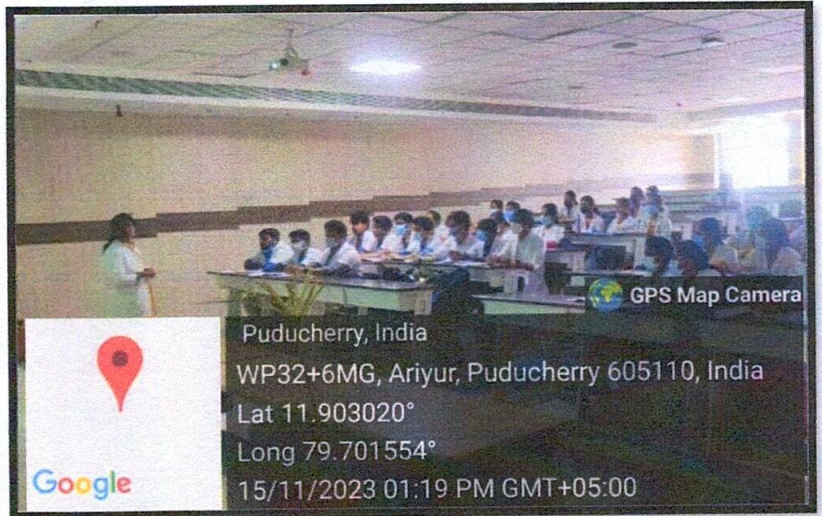 GPS Map Camera
Puducherry, India
WP32+6MG, Ariyur, Puducherry 605110, India
Lat 11.903020°
Long 79.701554°
15/11/2023 01:19 PM GMT+05:00
Google